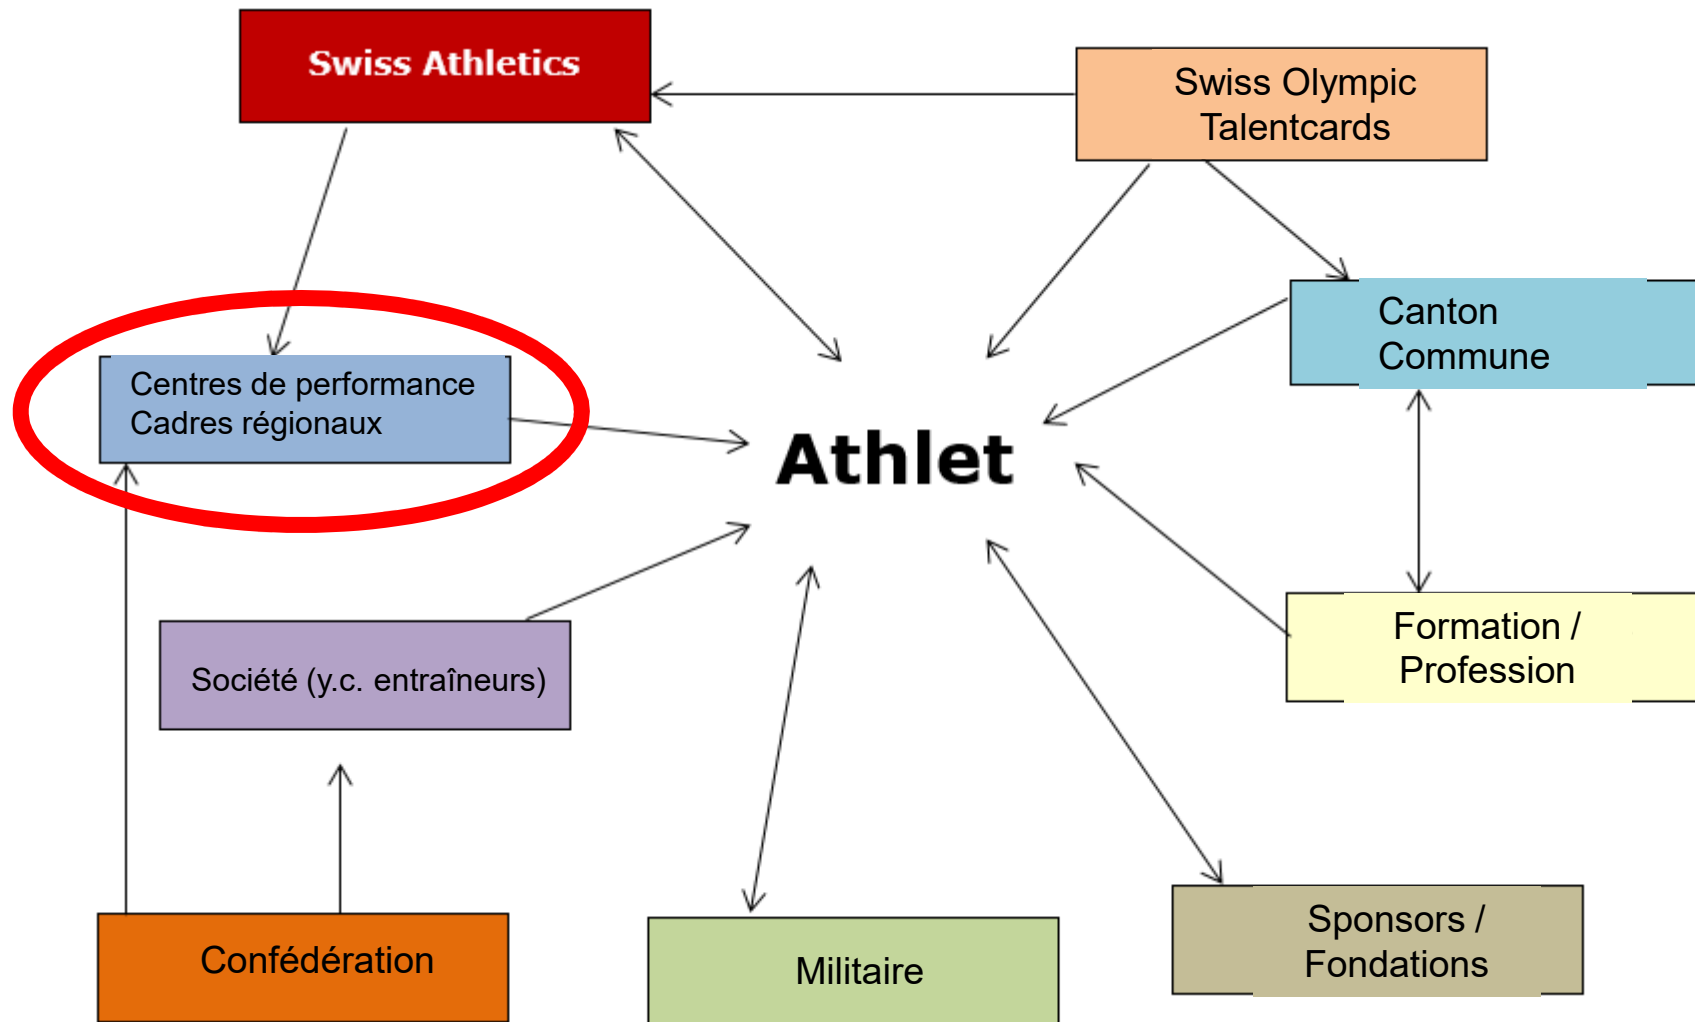 Swiss Athletics
Swiss Olympic
Talentcards
Canton
Commune
Centres de performance
Cadres régionaux
Athlet
Formation /
Profession
Société (y.c. entraîneurs)
Sponsors /
Fondations
Confédération
Militaire